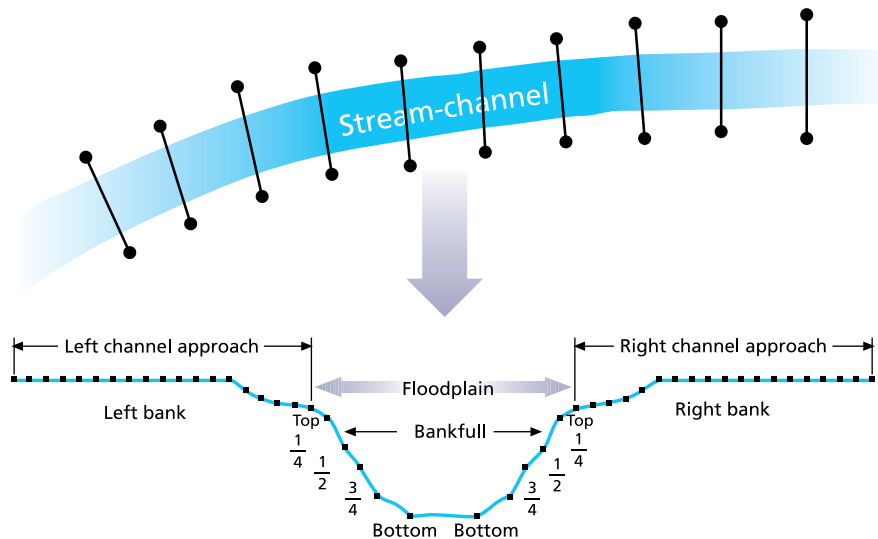 Stream-channel
Left channel approach
Right channel approach
Floodplain
Left bank
Right bank
Top
Top
Bankfull
1/4
1/4
1/2
1/2
3/4
3/4
Bottom
Bottom